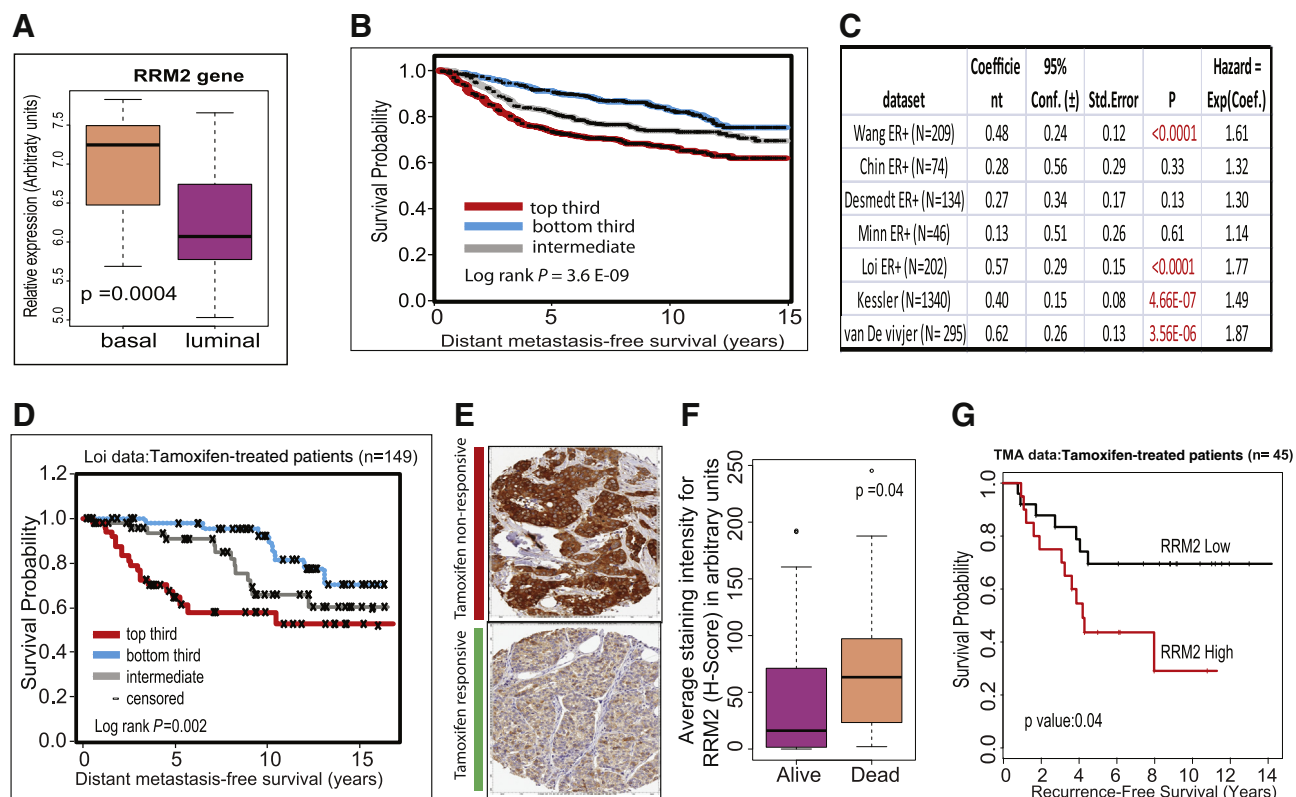 A
RRM2 gene
Relative expression (Arbitraty units)
7.5
7.0
6.5
6.0
5.5
5.0
p =0.0004
basal
luminal
B
Survival Probability
1.0
0.8
0.6
0.4
0.2
0.0
top third
bottom third
intermediate
Log rank P = 3.6 E-09
0
5
10
15
Distant metastasis-free survival (years)
C
dataset Coefficie nt 95% Conf. (±) Std.Error P Hazard = Exp(Coef.)
Wang ER+ (N=209) 0.48 0.24 0.12 <0.0001 1.61
Chin ER+ (N=74) 0.28 0.56 0.29 0.33 1.32
Desmedt ER+ (N=134) 0.27 0.34 0.17 0.13 1.30
Minn ER+ (N=46) 0.13 0.51 0.26 0.61 1.14
Loi ER+ (N=202) 0.57 0.29 0.15 <0.0001 1.77
Kessler (N=1340) 0.40 0.15 0.08 4.66E-07 1.49
van De vivjer (N= 295) 0.62 0.26 0.13 3.56E-06 1.87
D
Loi data:Tamoxifen-treated patients (n=149)
Survival Probability
1.2
1.0
0.8
0.6
0.4
0.2
0.0
top third
bottom third
intermediate
censored
Log rank P=0.002
0
5
10
15
Distant metastasis-free survival (years)
E
Tamoxifen non-responsive
Tamoxifen responsive
F
Average staining intensity for
RRM2 (H-Score) in arbitrary units
250
200
150
100
50
0
p =0.04
Alive
Dead
G
TMA data:Tamoxifen-treated patients (n= 45)
Survival Probability
1.0
0.8
0.6
0.4
0.2
0.0
RRM2 Low
RRM2 High
p value:0.04
0
2
4
6
8
10
12
14
Recurrence-Free Survival (Years)